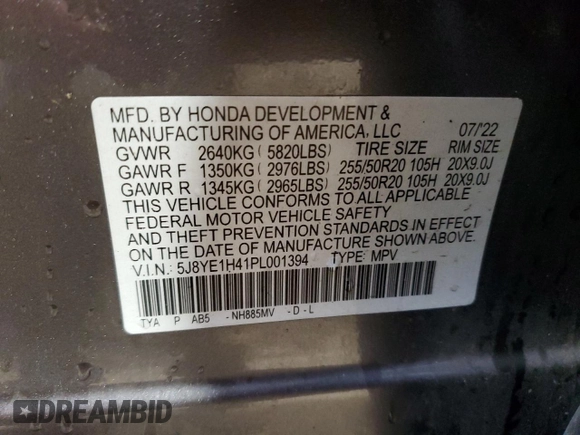 MFD. BY HONDA DEVELOPMENT &
MANUFACTURING OF AMERICA, LLC 07/'22
GVWR 2640KG (5820LBS) TIRE SIZE RIM SIZE
GAWR F 1350KG (2976LBS) 255/50R20 105H 20X9.0J
GAWR R 1345KG (2965LBS) 255/50R20 105H 20X9.0J
THIS VEHICLE CONFORMS TO ALL APPLICABLE
FEDERAL MOTOR VEHICLE SAFETY
AND THEFT PREVENTION STANDARDS IN EFFECT
ON THE DATE OF MANUFACTURE SHOWN ABOVE.
V.I.N.: 5J8YE1H41PL001394 TYPE: MPV
TYA P AB5 -NH885MV -D-L
DREAMBID